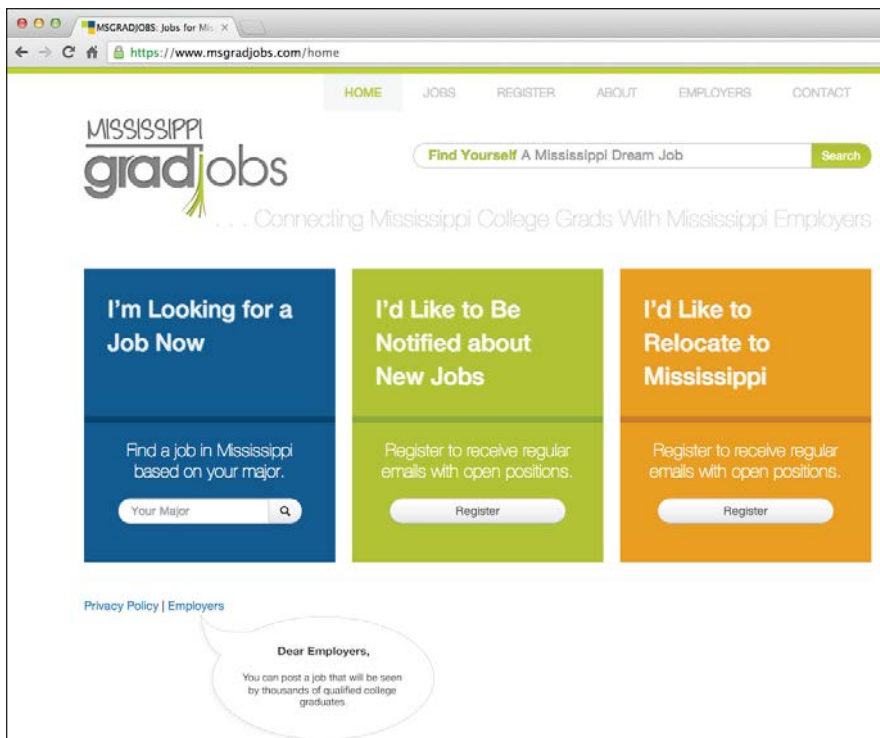 MSGRADJOBS: Jobs for Mis
https://www.msgradjobs.com/home
HOME JOBS REGISTER ABOUT EMPLOYERS CONTACT
MISSISSIPPI
gradjobs
Find Yourself A Mississippi Dream Job Search
. . . Connecting Mississippi College Grads With Mississippi Employers
I'm Looking for a
Job Now
Find a job in Mississippi
based on your major.
Your Major
I'd Like to Be
Notified about
New Jobs
Register to receive regular
emails with open positions.
Register
I'd Like to
Relocate to
Mississippi
Register to receive regular
emails with open positions.
Register
Privacy Policy | Employers
Dear Employers,
You can post a job that will be seen
by thousands of qualified college
graduates.